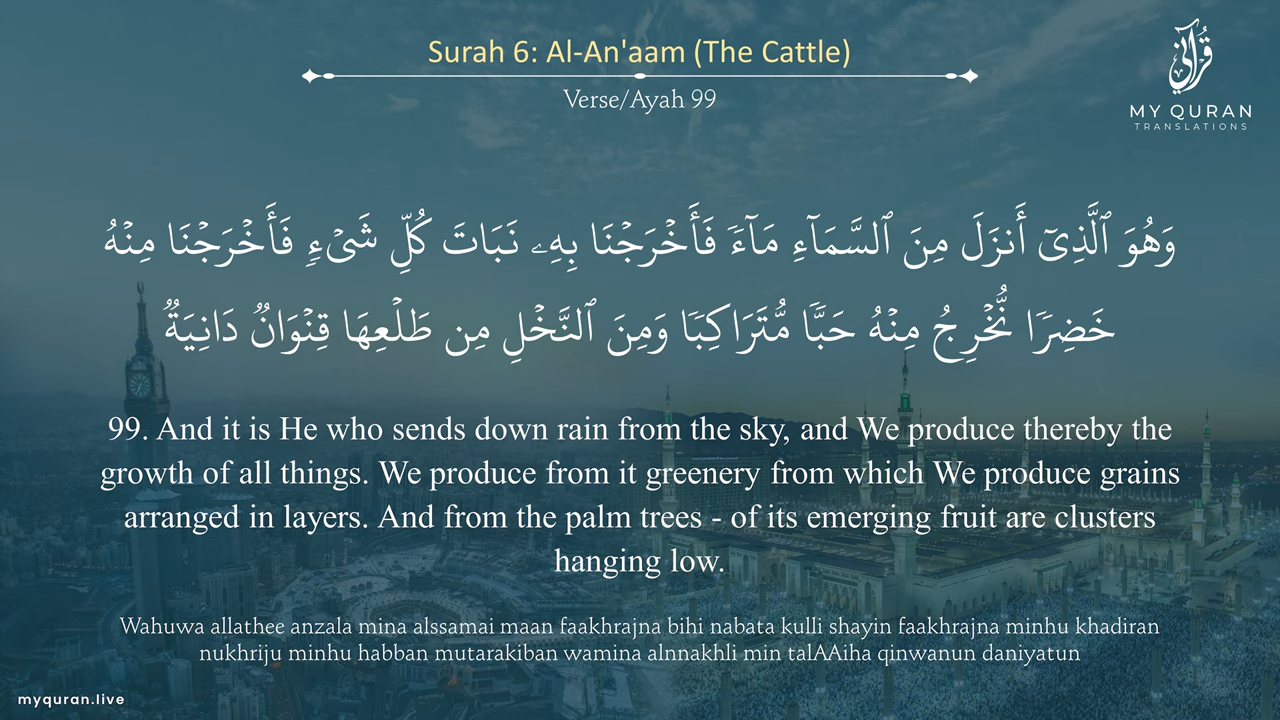 Surah 6: Al-An'aam (The Cattle)
Verse/Ayah 99
قُرْآنِي
MY QURAN
TRANSLATIONS
وَهُوَ ٱلَّذِىٓ أَنزَلَ مِنَ ٱلسَّمَآءِ مَآءً فَأَخْرَجْنَا بِهِۦ نَبَاتَ كُلِّ شَىْءٍ فَأَخْرَجْنَا مِنْهُ
خَضِرًا نُّخْرِجُ مِنْهُ حَبًّا مُّتَرَاكِبًا وَمِنَ ٱلنَّخْلِ مِن طَلْعِهَا قِنْوَانٌ دَانِيَةٌ
99. And it is He who sends down rain from the sky, and We produce thereby the
growth of all things. We produce from it greenery from which We produce grains
arranged in layers. And from the palm trees - of its emerging fruit are clusters
hanging low.
Wahuwa allathee anzala mina alssamai maan faakhrajna bihi nabata kulli shayin faakhrajna minhu khadiran
nukhriju minhu habban mutarakiban wamina alnnakhli min talAAiha qinwanun daniyatun
myquran.live